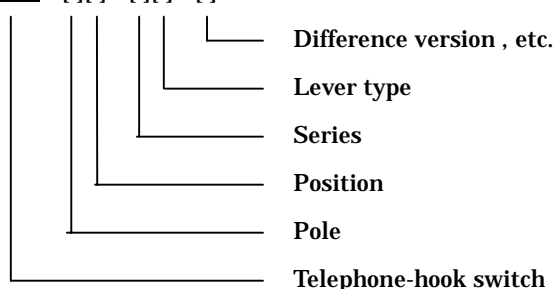 Difference version , etc.
Lever type
Series
Position
Pole
Telephone-hook switch